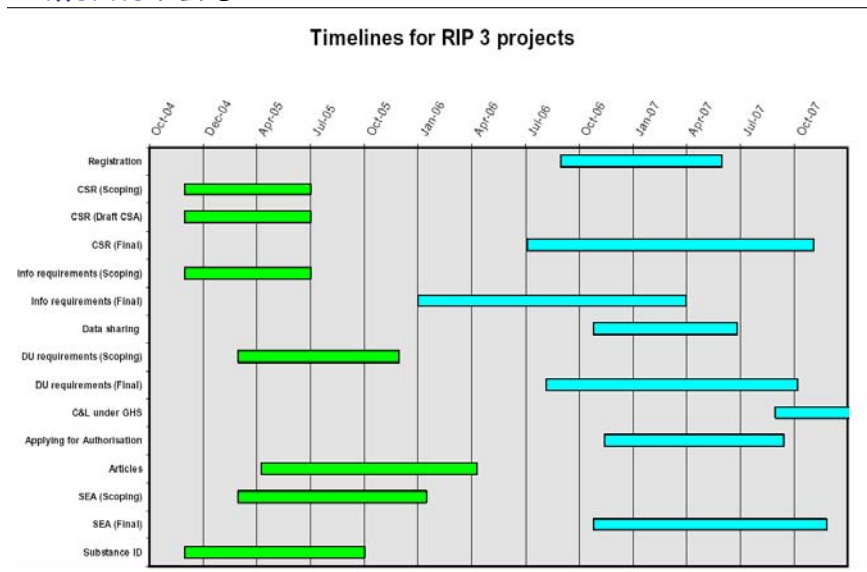 Timelines for RIP 3 projects
Oct-04 Dec-04 Apr-05 Jul-05 Oct-05 Jan-06 Apr-06 Jul-06 Oct-06 Jan-07 Apr-07 Jul-07 Oct-07
Registration
CSR (Scoping)
CSR (Draft CSA)
CSR (Final)
Info requirements (Scoping)
Info requirements (Final)
Data sharing
DU requirements (Scoping)
DU requirements (Final)
C&L under GHS
Applying for Authorisation
Articles
SEA (Scoping)
SEA (Final)
Substance ID